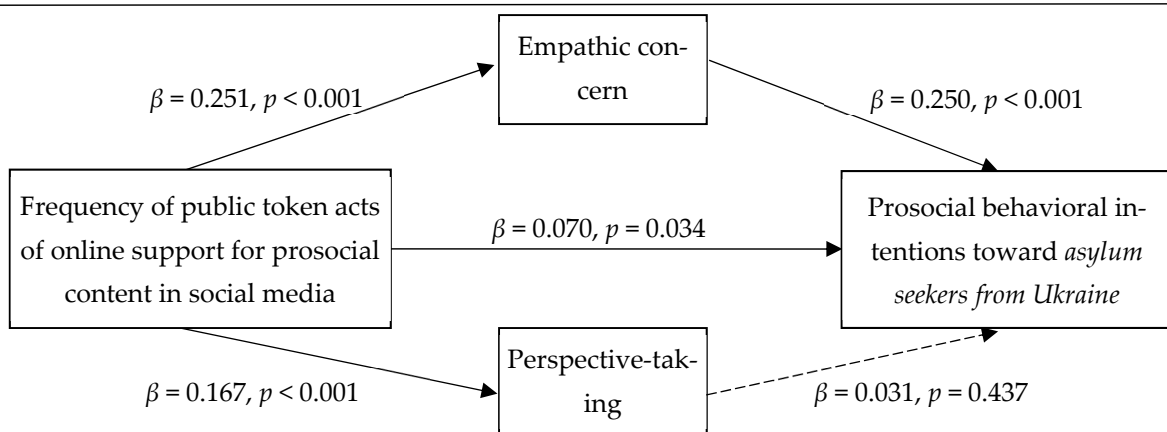 Empathic con-
cern
β = 0.251, p < 0.001
β = 0.250, p < 0.001
Frequency of public token acts
of online support for prosocial
content in social media
β = 0.070, p = 0.034
Prosocial behavioral in-
tentions toward asylum
seekers from Ukraine
Perspective-tak-
ing
β = 0.167, p < 0.001
β = 0.031, p = 0.437